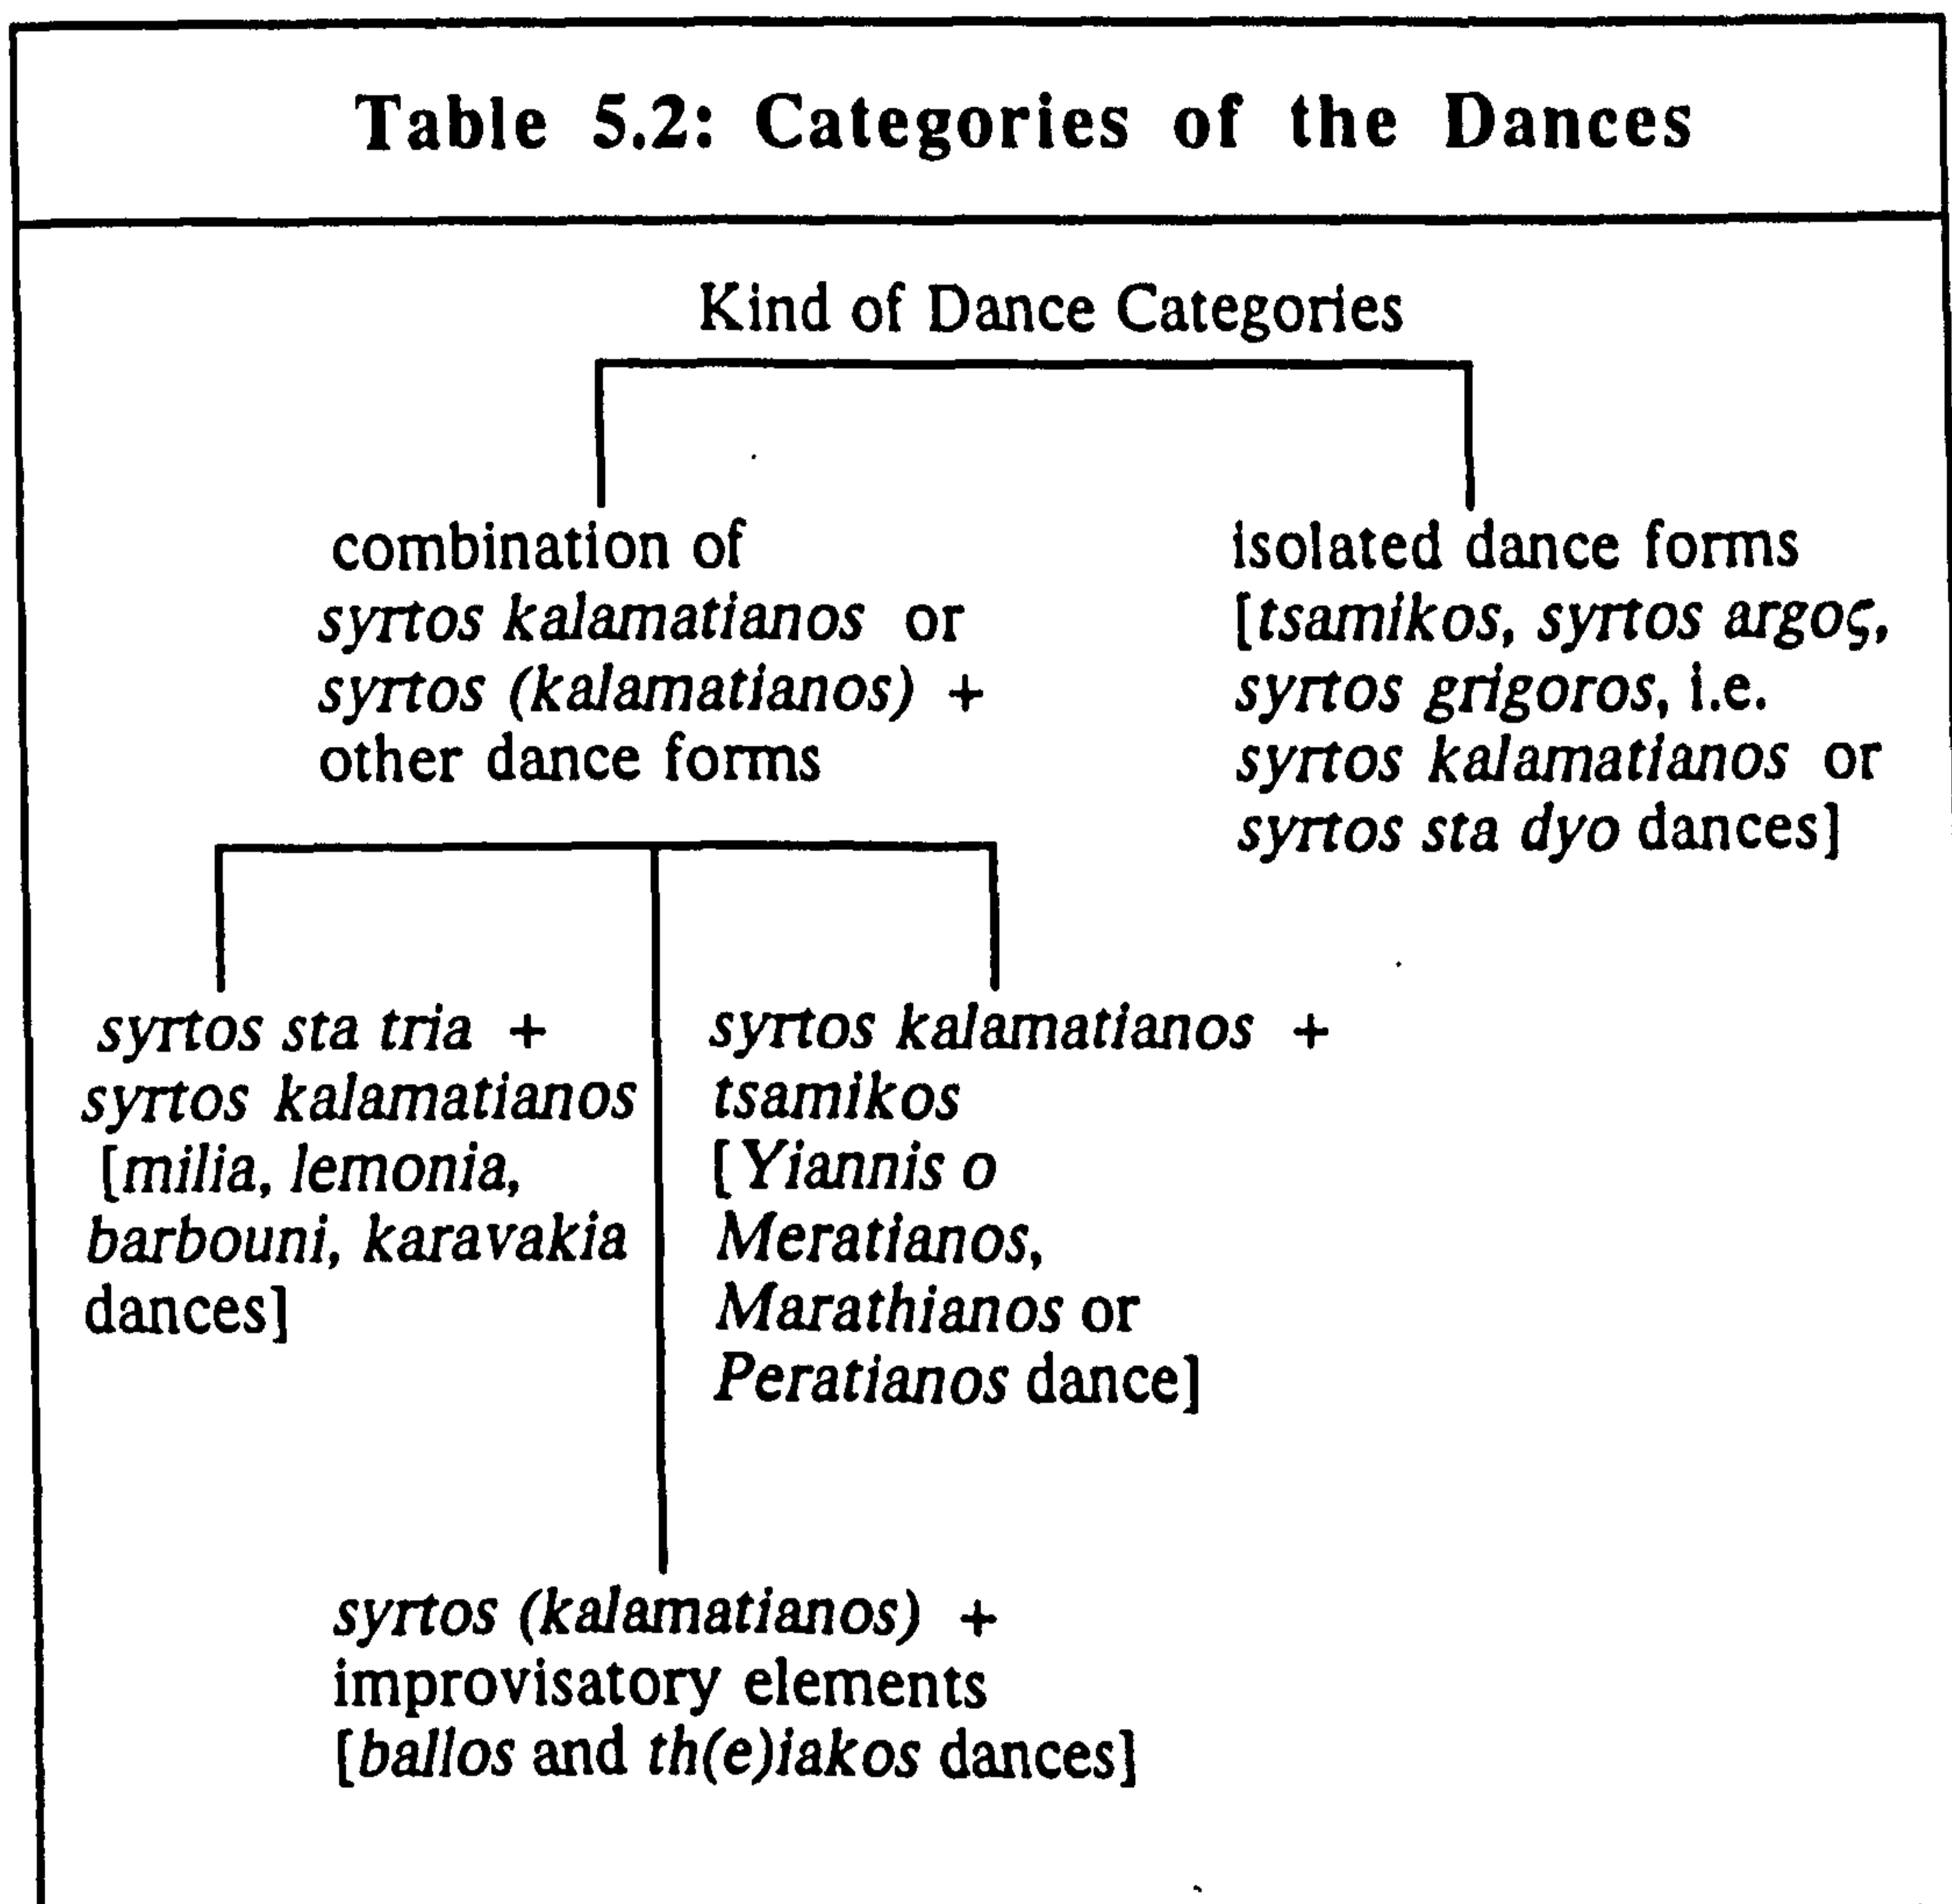 Table 5.2: Categories of the Dances
Kind of Dance Categories
combination of
syrtos kalamatianos or
syrtos (kalamatianos) +
other dance forms
isolated dance forms
[tsamikos, syrtos argoς,
syrtos grigoros, i.e.
syrtos kalamatianos or
syrtos sta dyo dances]
syrtos sta tria +
syrtos kalamatianos
[milia, lemonia,
barbouni, karavakia
dances]
syrtos kalamatianos +
tsamikos
[Yiannis o
Meratianos,
Marathianos or
Peratianos dance]
syrtos (kalamatianos) +
improvisatory elements
[ballos and th(e)iakos dances]